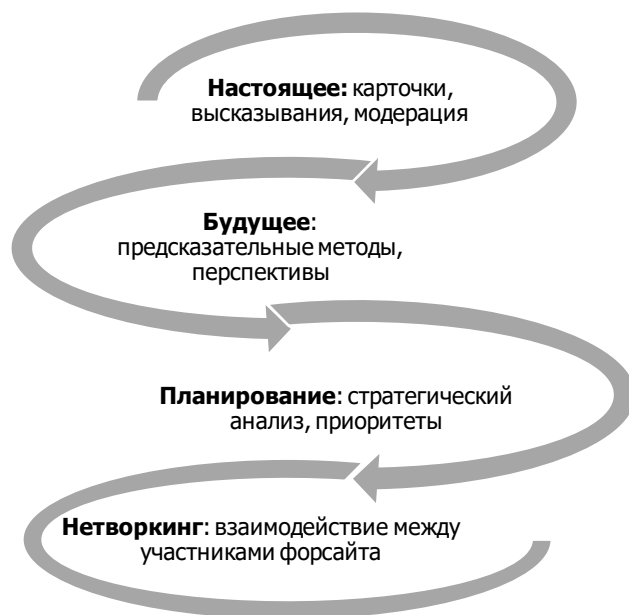 Настоящее: карточки,
высказывания, модерация
Будущее:
предсказательные методы,
перспективы
Планирование: стратегический
анализ, приоритеты
Нетворкинг: взаимодействие между
участниками форсайта